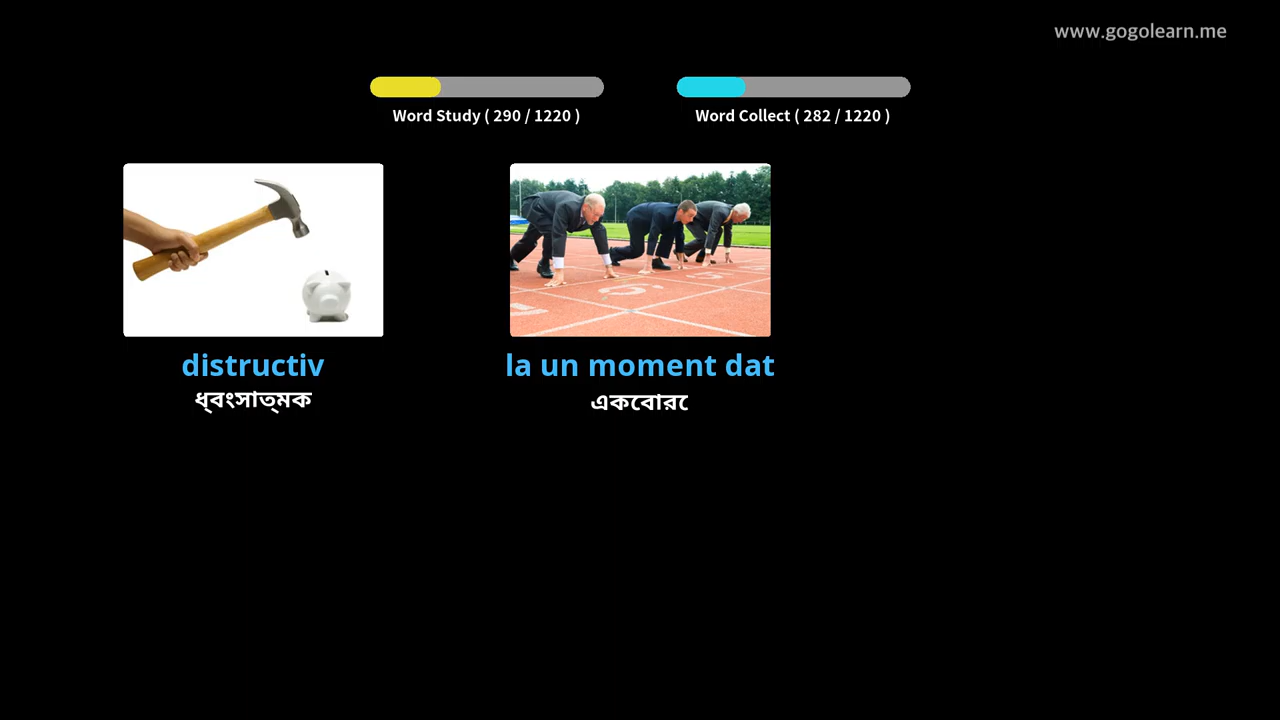 www.gogolearn.me
Word Study ( 290 / 1220 )
Word Collect ( 282 / 1220 )
distructiv
la un moment dat
ধ্বংসাত্মক
একবোরে